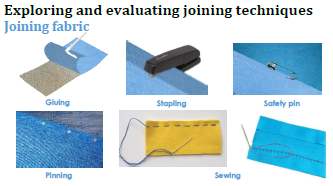 Exploring and evaluating joining techniques
Joining fabric
Gluing
Stapling
Safety pin
Pinning
Sewing